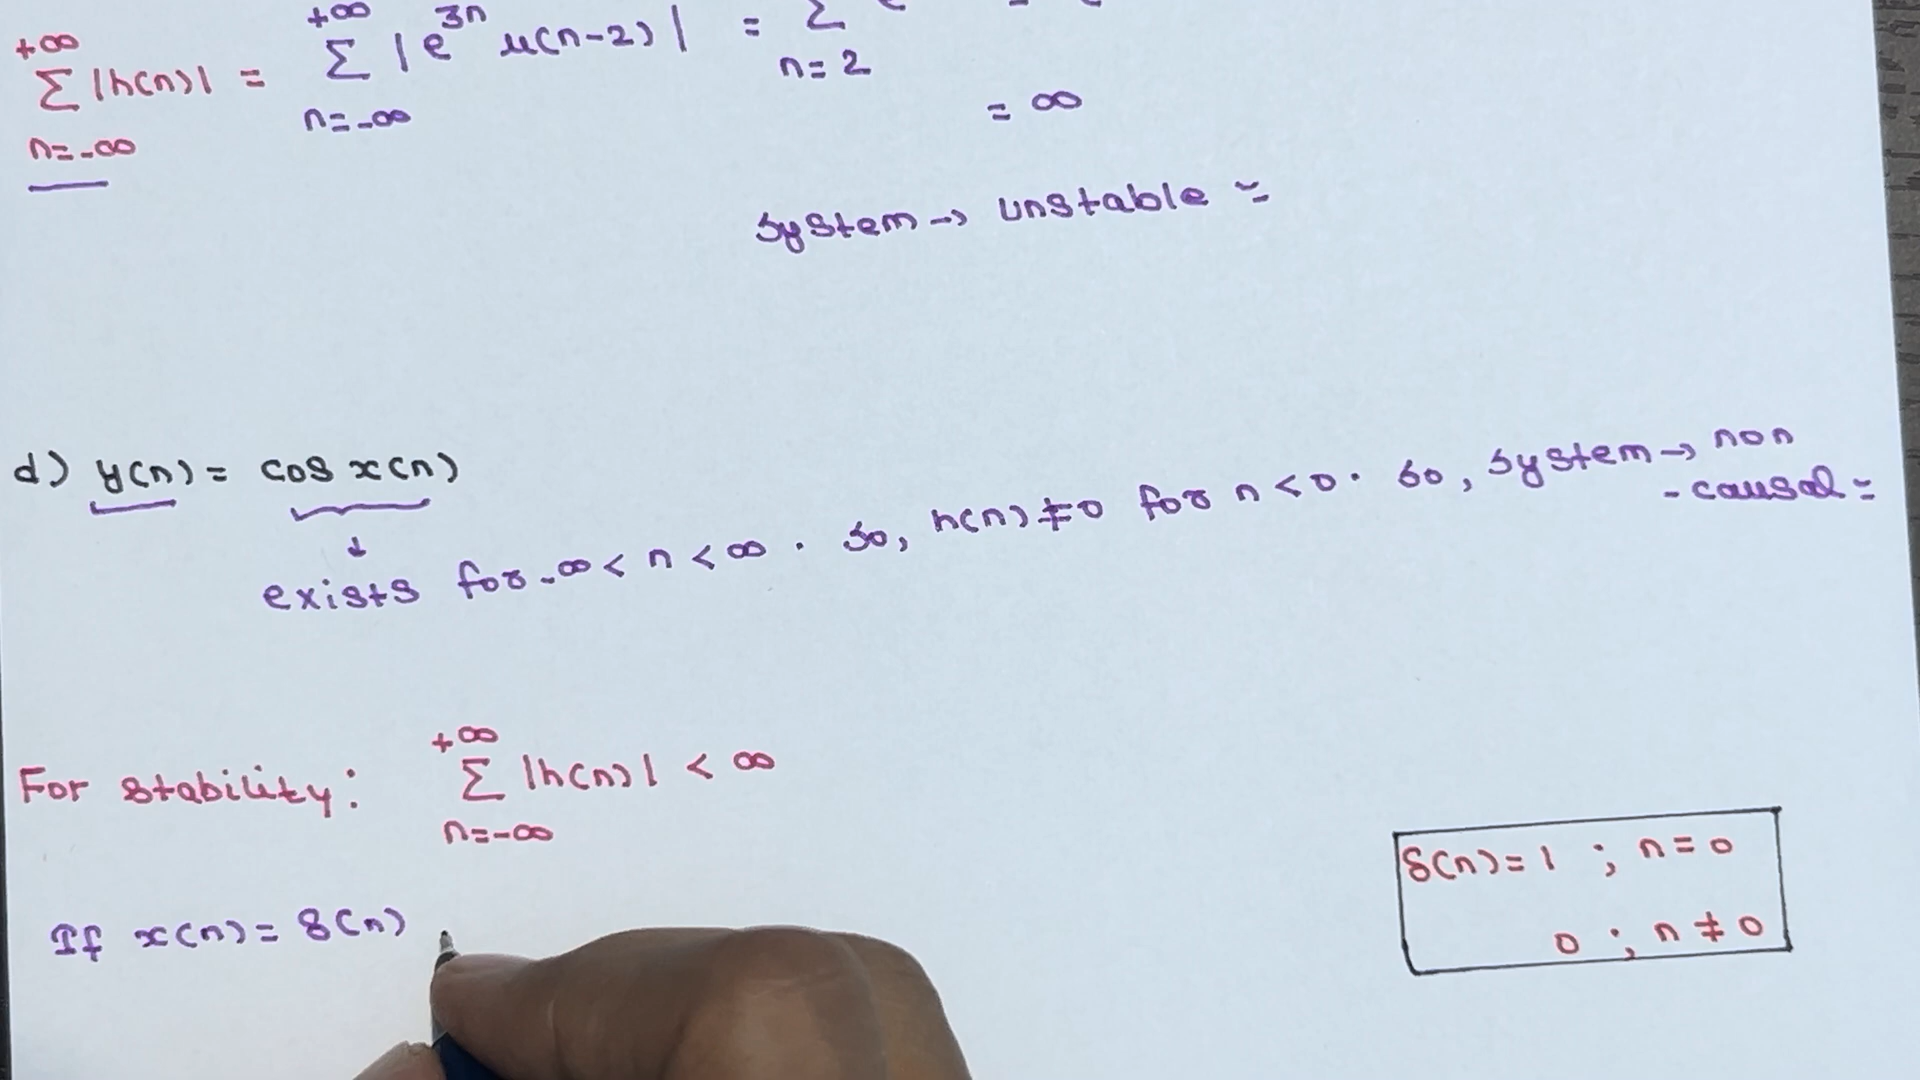 +∞ +∞
Σ |h(n)| = Σ |e^3n u(n-2)| = Σ
n=-∞ n=-∞ n=2
= ∞
system → unstable =
d) y(n) = cos x(n)
↓
exists for -∞ < n < ∞ . So, h(n) ≠ 0 for n < 0 . So, system → non
-causal =
For stability: +∞
Σ |h(n)| < ∞
n=-∞
δ(n) = 1 ; n = 0
0 ; n ≠ 0
If x(n) = δ(n)